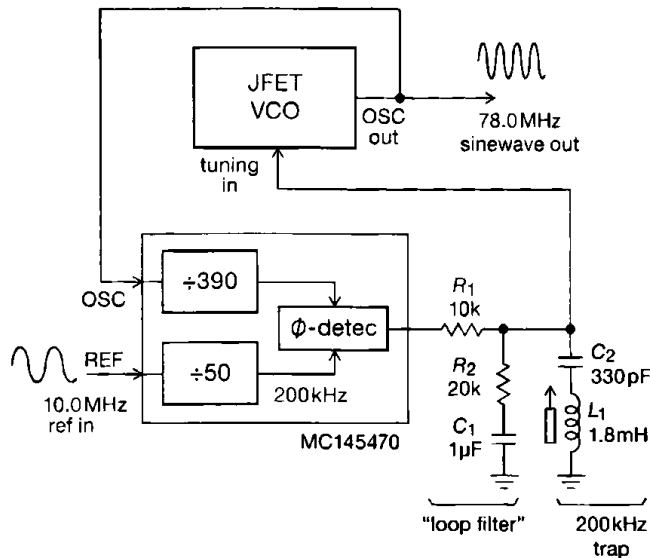 JFET
VCO
OSC
out
78.0MHz
sinewave out
tuning
in
÷390
OSC
ϕ-detec
R1
10k
REF
÷50
200kHz
10.0MHz
ref in
MC145470
R2
20k
C2
330pF
C1
1µF
L1
1.8mH
"loop filter"
200kHz
trap